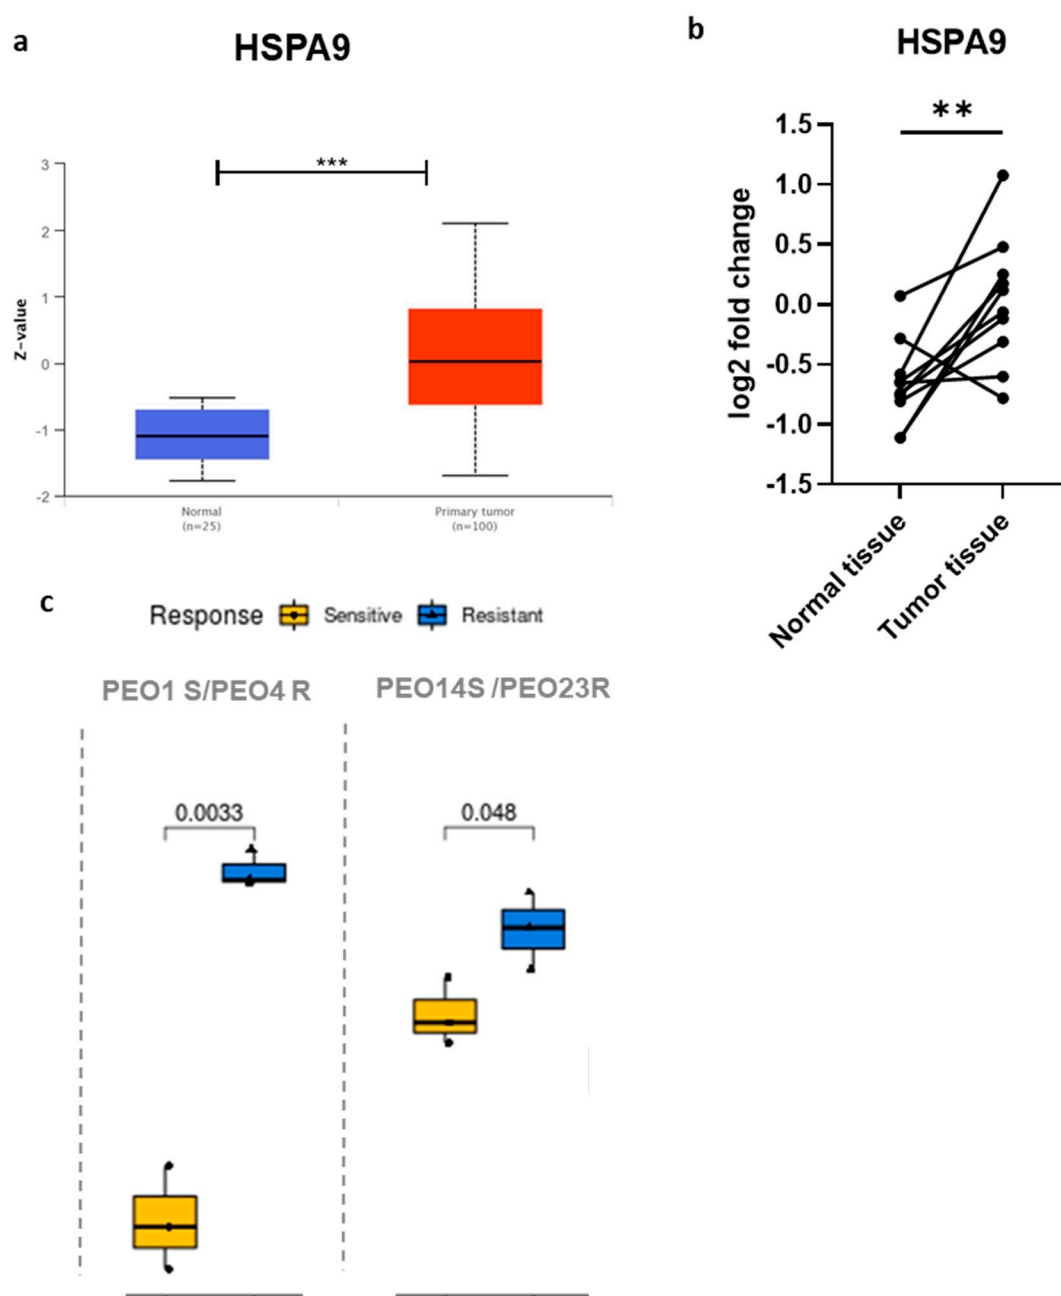 a
HSPA9
***
3
2
1
0
-1
-2
Z-value
Normal
(n=25)
Primary tumor
(n=100)
b
HSPA9
**
1.5
1.0
0.5
0.0
-0.5
-1.0
-1.5
log2 fold change
Normal tissue
Tumor tissue
c
Response Sensitive Resistant
PEO1 S/PEO4 R
PEO14S /PEO23R
0.0033
0.048